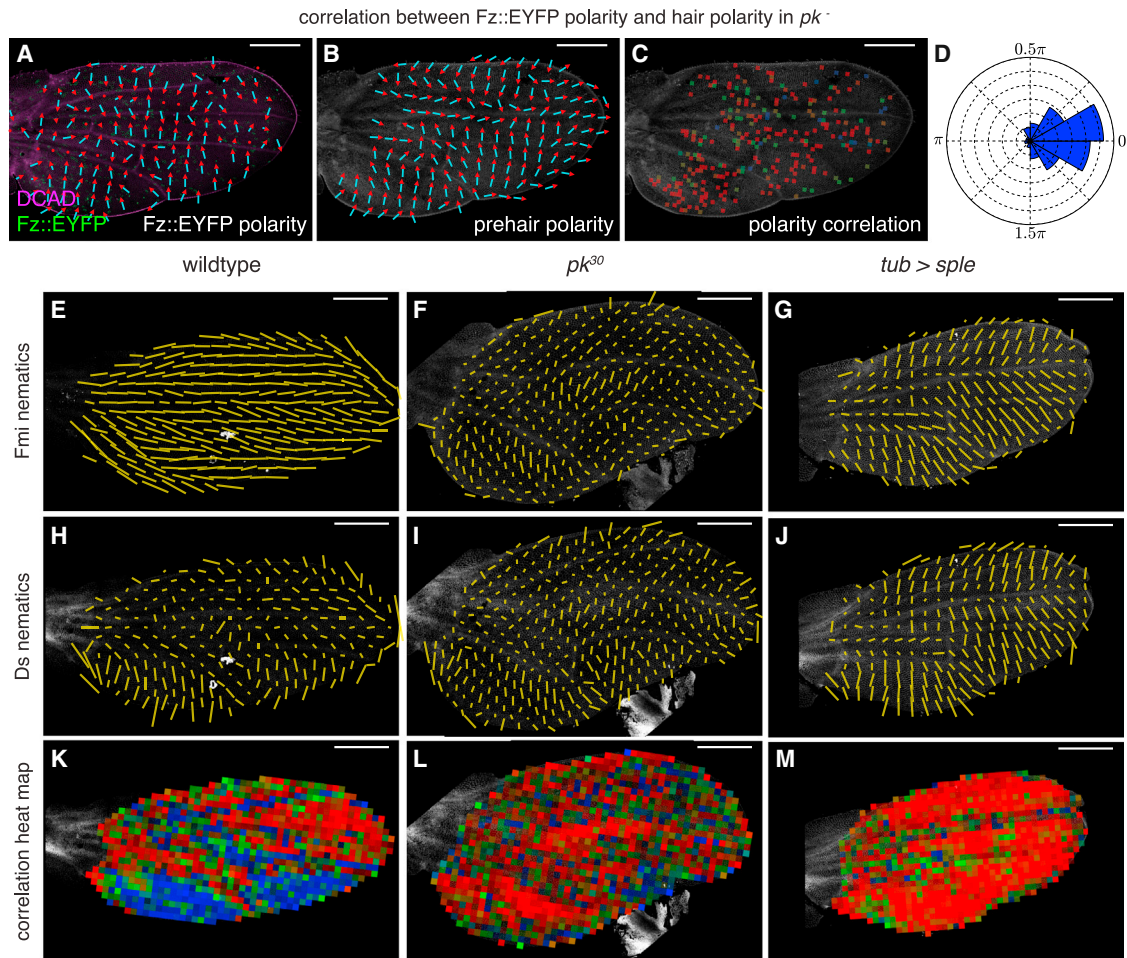 correlation between Fz::EYFP polarity and hair polarity in pk -
A
DCAD
Fz::EYFP
Fz::EYFP polarity
B
prehair polarity
C
polarity correlation
D
0.5π
π
0
1.5π
wildtype
pk30
tub > sple
Fmi nematics
E
F
G
Ds nematics
H
I
J
correlation heat map
K
L
M